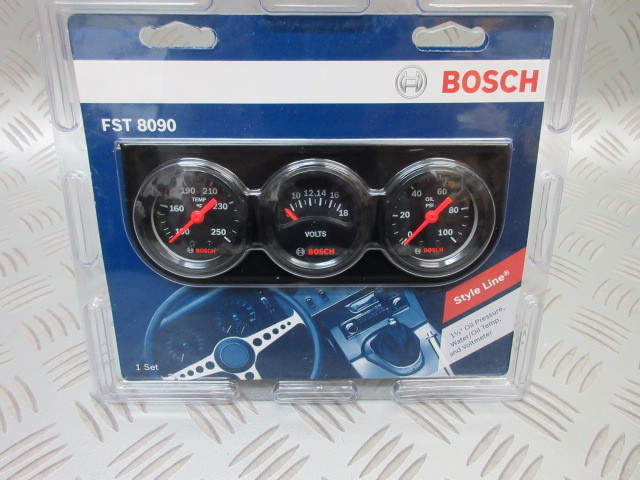 BOSCH
FST 8090
190 210
TEMP
160 230
250
BOSCH
10 12 14 16
18
VOLTS
BOSCH
40 60
OIL
PSI
20 80
0 100
BOSCH
Style Line®
1½" Oil Pressure,
Water/Oil Temp,
and Voltmeter
1 Set